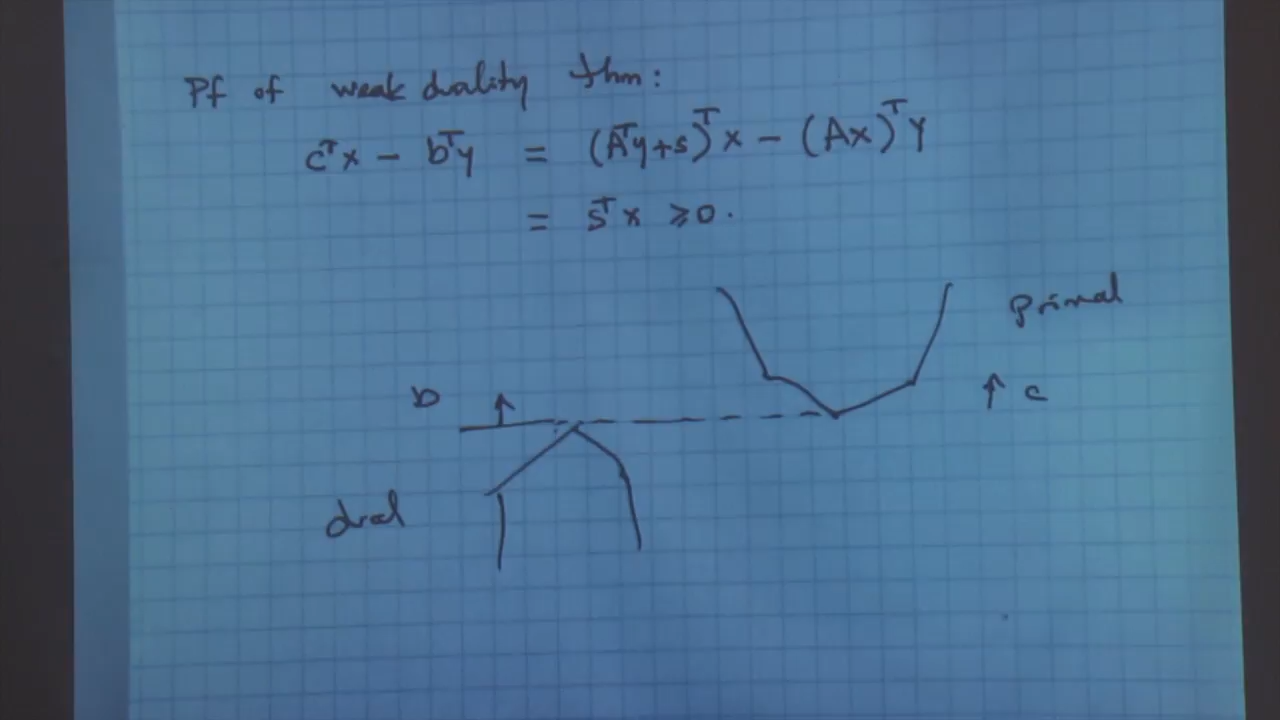 Pf of weak duality thm:
cᵀx − bᵀy = (Aᵀy+s)ᵀx − (Ax)ᵀy
= sᵀx ≥0.
primal
b ↑ ↑ c
dual